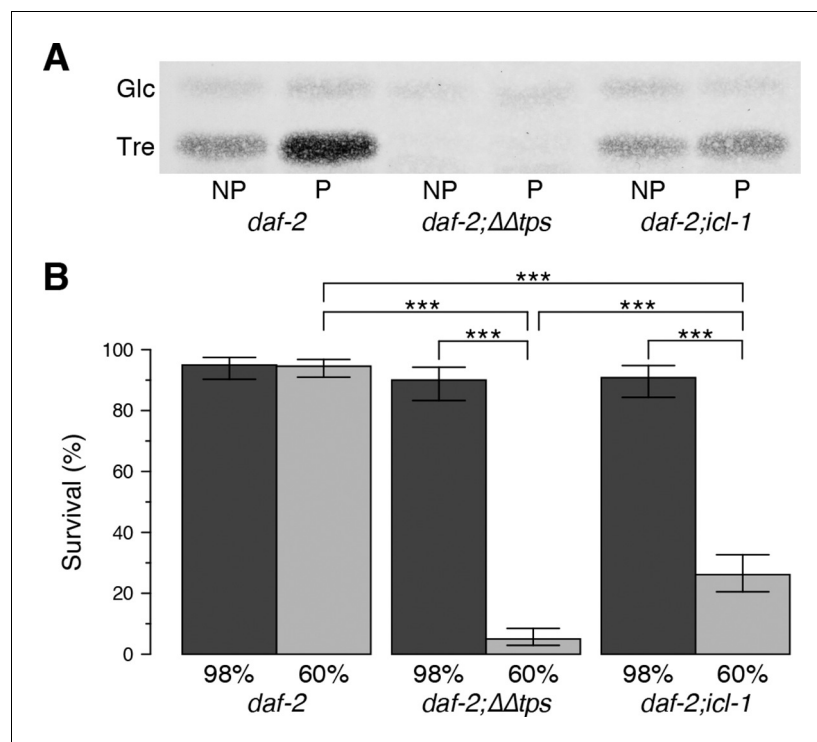 A
Glc
Tre
NP P NP P NP P
daf-2 daf-2;ΔΔtps daf-2;icl-1
B
***
*** ***
*** ***
100
80
60
40
20
0
Survival (%)
98% 60% 98% 60% 98% 60%
daf-2 daf-2;ΔΔtps daf-2;icl-1